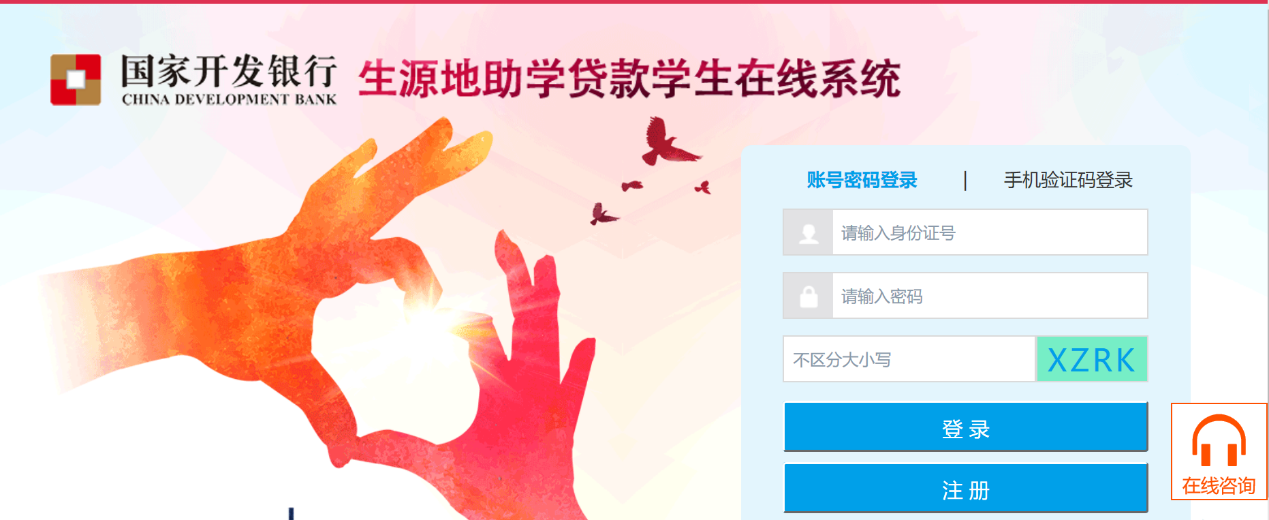 国家开发银行
CHINA DEVELOPMENT BANK
生源地助学贷款学生在线系统
账号密码登录 | 手机验证码登录
请输入身份证号
请输入密码
不区分大小写 XZRK
登 录
注 册
在线咨询